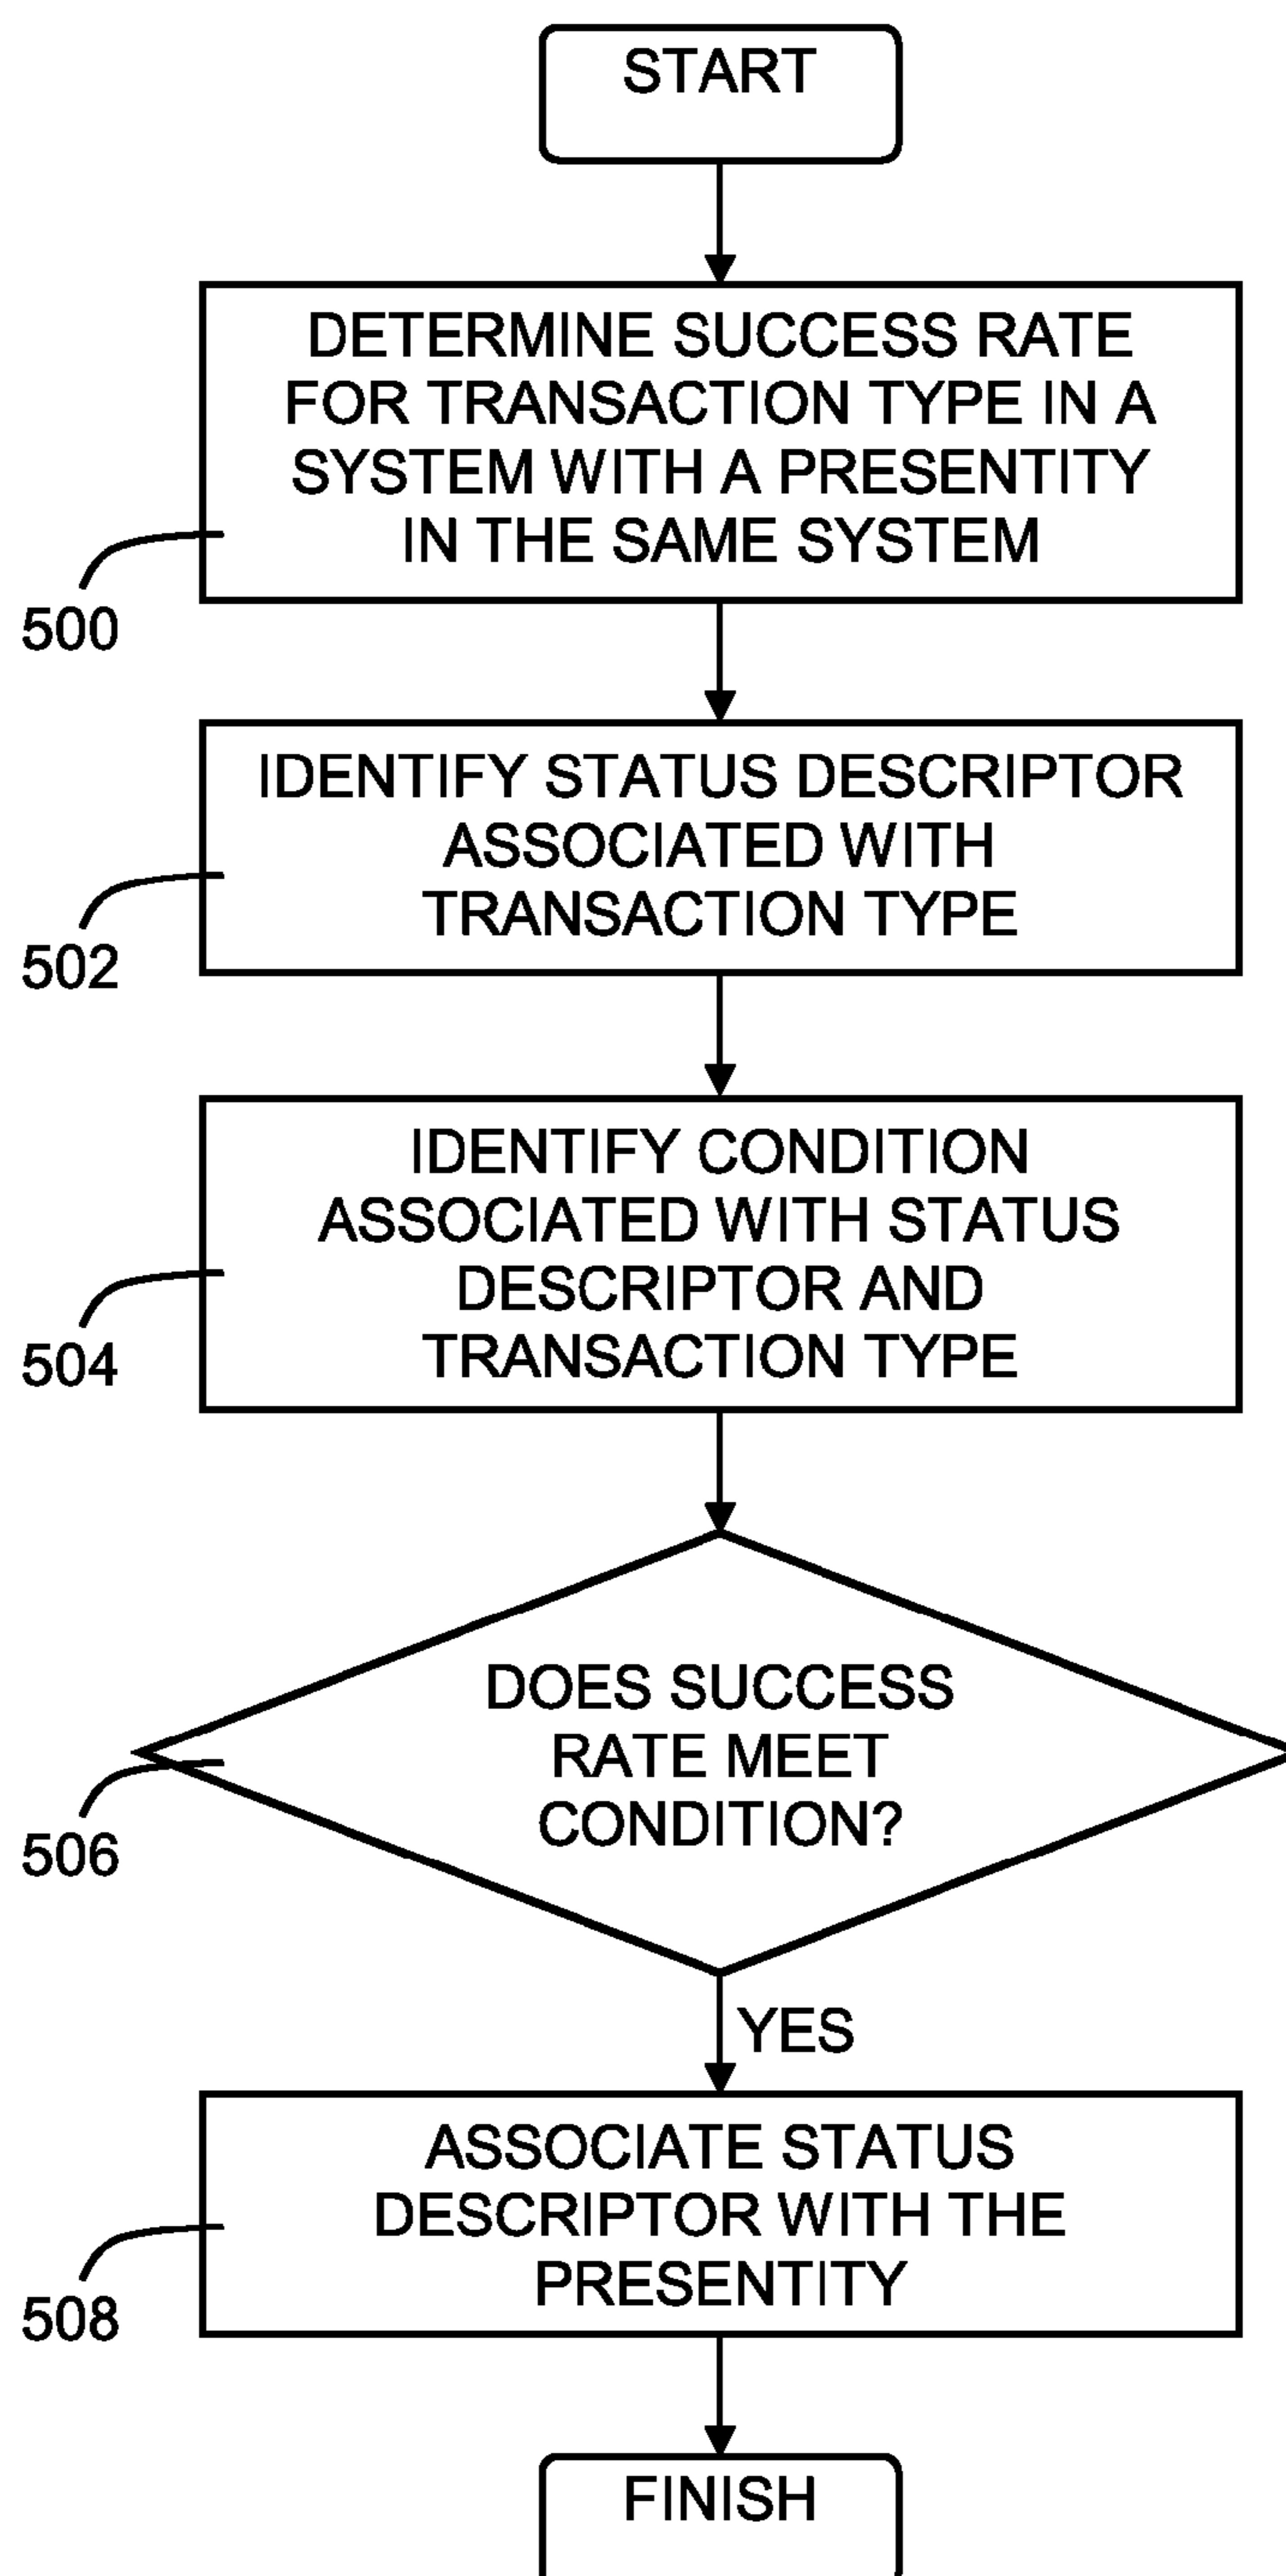 START
DETERMINE SUCCESS RATE
FOR TRANSACTION TYPE IN A
SYSTEM WITH A PRESENTITY
IN THE SAME SYSTEM
500
IDENTIFY STATUS DESCRIPTOR
ASSOCIATED WITH
TRANSACTION TYPE
502
IDENTIFY CONDITION
ASSOCIATED WITH STATUS
DESCRIPTOR AND
TRANSACTION TYPE
504
DOES SUCCESS
RATE MEET
CONDITION?
506
YES
ASSOCIATE STATUS
DESCRIPTOR WITH THE
PRESENTITY
508
FINISH